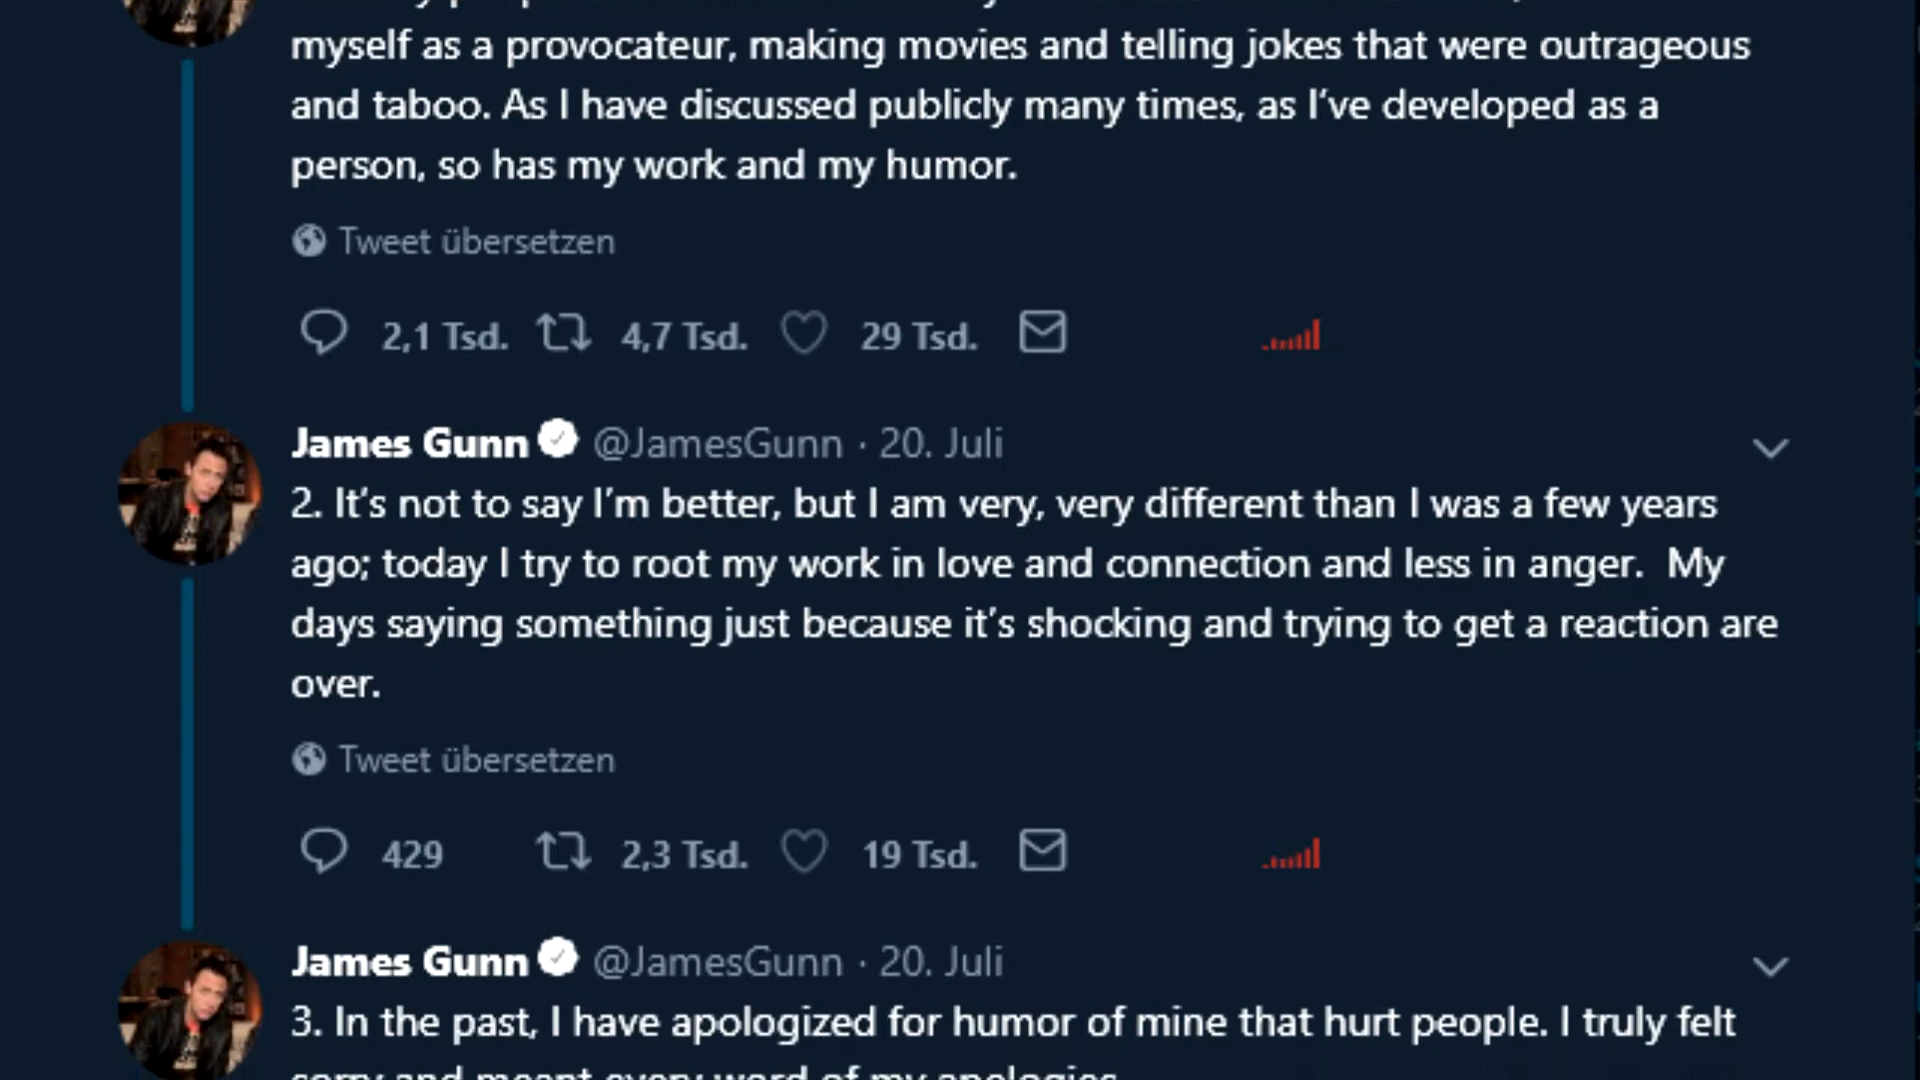 myself as a provocateur, making movies and telling jokes that were outrageous
and taboo. As I have discussed publicly many times, as I’ve developed as a
person, so has my work and my humor.
Tweet übersetzen
2,1 Tsd. 4,7 Tsd. 29 Tsd.
James Gunn @JamesGunn · 20. Juli
2. It’s not to say I’m better, but I am very, very different than I was a few years
ago; today I try to root my work in love and connection and less in anger.  My
days saying something just because it’s shocking and trying to get a reaction are
over.
Tweet übersetzen
429 2,3 Tsd. 19 Tsd.
James Gunn @JamesGunn · 20. Juli
3. In the past, I have apologized for humor of mine that hurt people. I truly felt
sorry and meant every word of my apologies.